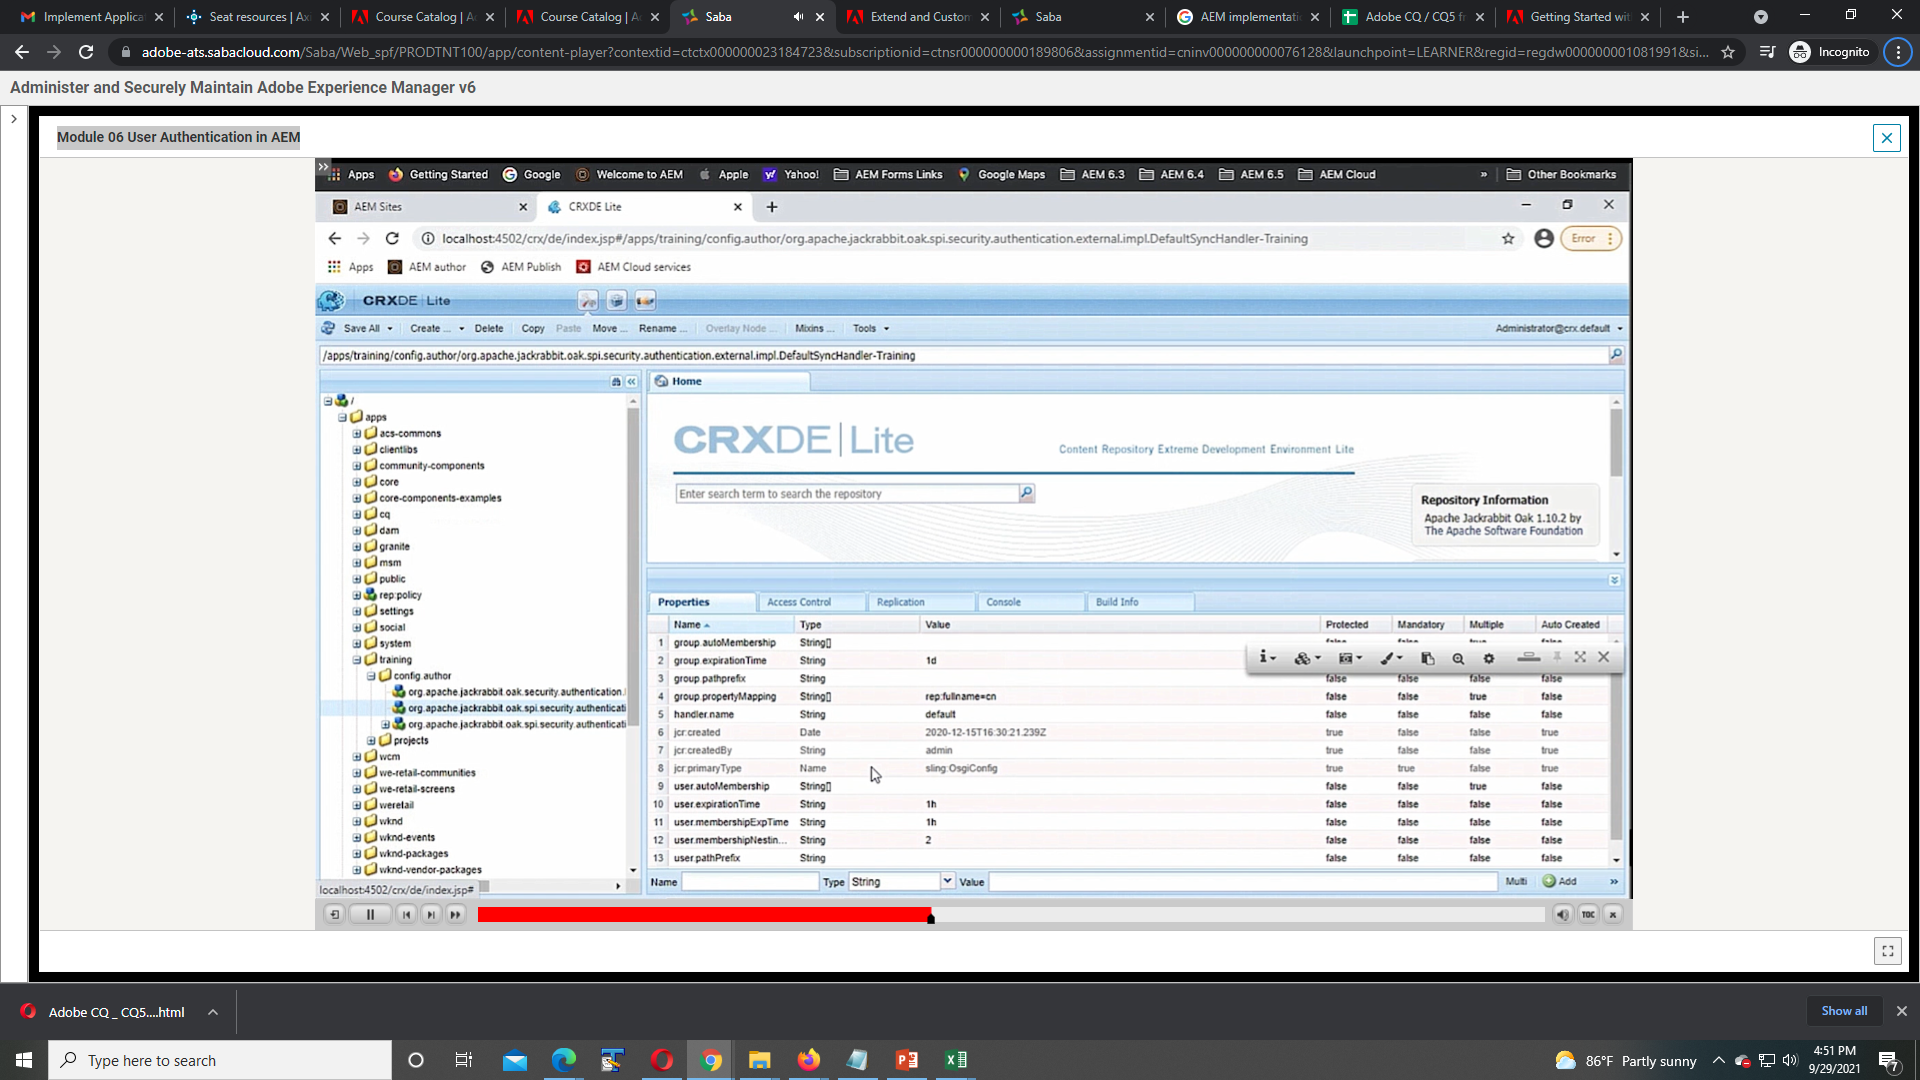 Implement Applica
Seat resources | Ax
Course Catalog | A
Course Catalog | A
Saba
Extend and Custom
Saba
AEM implementati
Adobe CQ / CQ5 fr
Getting Started wit
adobe-ats.sabacloud.com/Saba/Web_spf/PRODTNT100/app/content-player?contextid=ctctx000000023184723&subscriptionid=ctnsr0000000000189806&assignmentid=cninv000000000076128&launchpoint=LEARNER&regid=regdw000000001081991&si...
Incognito
Administer and Securely Maintain Adobe Experience Manager v6
Module 06 User Authentication in AEM
Apps Getting Started Google Welcome to AEM Apple Yahoo! AEM Forms Links Google Maps AEM 6.3 AEM 6.4 AEM 6.5 AEM Cloud » Other Bookmarks
AEM Sites
CRXDE Lite
localhost:4502/crx/de/index.jsp#/apps/training/config.author/org.apache.jackrabbit.oak.spi.security.authentication.external.impl.DefaultSyncHandler-Training
Error
Apps AEM author AEM Publish AEM Cloud services
CRXDE | Lite
Save All Create ... Delete Copy Paste Move ... Rename ... Overlay Node ... Mixins ... Tools Administrator@crx.default
/apps/training/config.author/org.apache.jackrabbit.oak.spi.security.authentication.external.impl.DefaultSyncHandler-Training
/
apps
acs-commons
clientlibs
community-components
core
core-components-examples
cq
dam
granite
msm
public
rep:policy
settings
social
system
training
config.author
org.apache.jackrabbit.oak.security.authentication.
org.apache.jackrabbit.oak.spi.security.authenticati
org.apache.jackrabbit.oak.spi.security.authenticati
projects
wcm
we-retail-communities
we-retail-screens
weretail
wknd
wknd-events
wknd-packages
wknd-vendor-packages
localhost:4502/crx/de/index.jsp#
Home
CRXDE | Lite
Content Repository Extreme Development Environment Lite
Enter search term to search the repository
Repository Information
Apache Jackrabbit Oak 1.10.2 by
The Apache Software Foundation
Properties Access Control Replication Console Build Info
Name Type Value Protected Mandatory Multiple Auto Created
1 group.autoMembership String[]
2 group.expirationTime String 1d
3 group.pathprefix String false false false false
4 group.propertyMapping String[] rep:fullname=cn false false true false
5 handler.name String default false false false false
6 jcr:created Date 2020-12-15T16:30:21.239Z true false false true
7 jcr:createdBy String admin true false false true
8 jcr:primaryType Name sling:OsgiConfig true true false true
9 user.autoMembership String[] false false true false
10 user.expirationTime String 1h false false false false
11 user.membershipExpTime String 1h false false false false
12 user.membershipNestin... String 2 false false false false
13 user.pathPrefix String false false false false
Name Type String Value Multi Add »
TOC
Adobe CQ _ CQ5....html
Show all
Type here to search
86°F Partly sunny
4:51 PM
9/29/2021
7